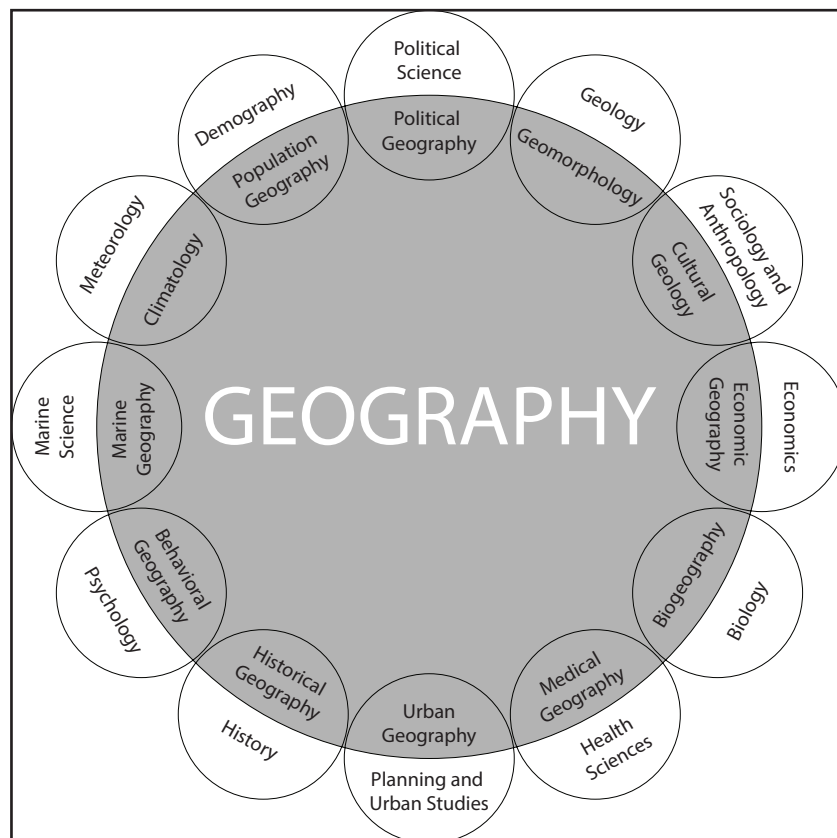 Political
Science
Political
Geography
Geology
Geomorphology
Sociology and
Anthropology
Cultural
Geology
Economics
Economic
Geography
Biology
Biogeography
Health
Sciences
Medical
Geography
Planning and
Urban Studies
Urban
Geography
History
Historical
Geography
Psychology
Behavioral
Geography
Marine
Science
Marine
Geography
Meteorology
Climatology
Demography
Population
Geography
GEOGRAPHY